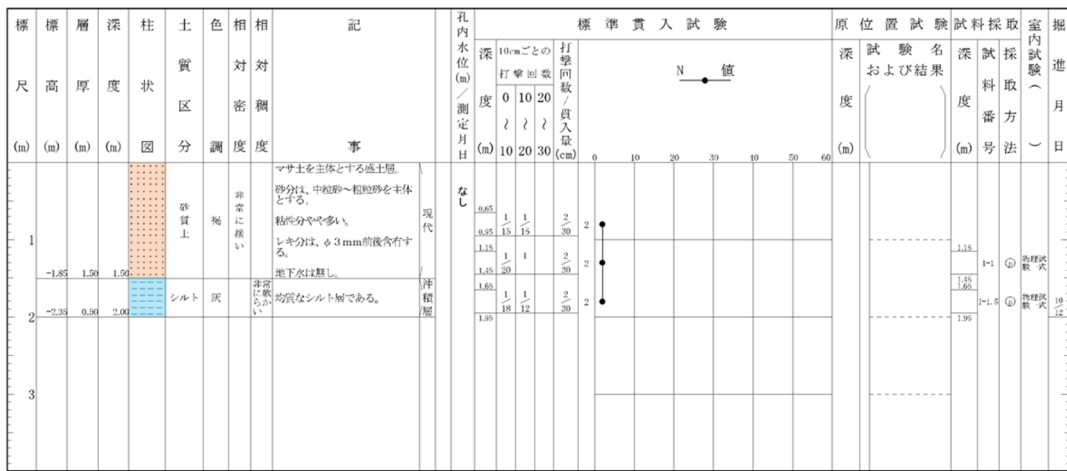 標尺(m)
標高(m)
層厚(m)
深度(m)
柱状図
土質区分
色調
相対密度
相対稠度
記事
孔内水位(m)/測定月日
標準貫入試験
深度(m)
10cmごとの
打撃回数
0
〜
10
10
〜
20
20
〜
30
打撃回数/貫入量(cm)
N 値
0
10
20
30
40
50
60
原位置試験
深度(m)
試験名
および結果
試料採取
深度(m)
試料番号
採取方法
室内試験( )
掘進月日
1
2
3
-1.85
1.50
1.50
砂質土
褐
非常に緩い
マサ土を主体とする盛土層。
砂分は、中粒砂〜粗粒砂を主体
とする。
粘性分やや多い。
レキ分は、φ3mm前後含有す
る。
地下水は無し。
現代
なし
-2.35
0.50
2.00
シルト
灰
非常に軟らかい
均質なシルト層である。
沖積層
0.65
0.95
1/15
1/15
2/30
2
1.15
1.45
1/20
1
2/30
2
1.65
1.95
1/18
1/12
2/30
2
1.15
1.45
1-1
P
物理試
験一式
1.65
1.95
1-1.5
P
物理試
験一式
10/12